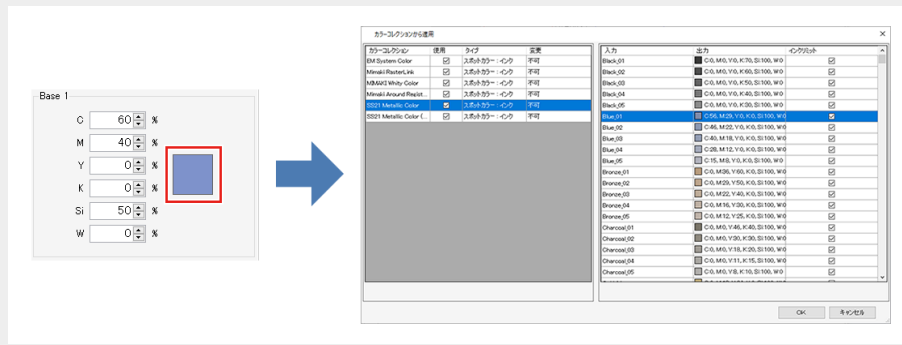 Base 1
C 60 %
M 40 %
Y 0 %
K 0 %
Si 50 %
W 0 %
カラーコレクションから適用
カラーコレクション 使用 タイプ 変更
EM System Color スポットカラー：インク 不可
Mimaki RasterLink スポットカラー：インク 不可
MIMAKI Whity Color スポットカラー：インク 不可
Mimaki Around Regist... スポットカラー：インク 不可
SS21 Metallic Color スポットカラー：インク 不可
SS21 Metallic Color (... スポットカラー：インク 不可
入力 出力 インクリミット
Black_01 C:0, M:0, Y:0, K:70, Si:100, W:0
Black_02 C:0, M:0, Y:0, K:60, Si:100, W:0
Black_03 C:0, M:0, Y:0, K:50, Si:100, W:0
Black_04 C:0, M:0, Y:0, K:40, Si:100, W:0
Black_05 C:0, M:0, Y:0, K:30, Si:100, W:0
Blue_01 C:56, M:29, Y:0, K:0, Si:100, W:0
Blue_02 C:46, M:22, Y:0, K:0, Si:100, W:0
Blue_03 C:40, M:18, Y:0, K:0, Si:100, W:0
Blue_04 C:28, M:12, Y:0, K:0, Si:100, W:0
Blue_05 C:15, M:8, Y:0, K:0, Si:100, W:0
Bronze_01 C:0, M:36, Y:60, K:0, Si:100, W:0
Bronze_02 C:0, M:29, Y:50, K:0, Si:100, W:0
Bronze_03 C:0, M:22, Y:40, K:0, Si:100, W:0
Bronze_04 C:0, M:16, Y:30, K:0, Si:100, W:0
Bronze_05 C:0, M:12, Y:25, K:0, Si:100, W:0
Charcoal_01 C:0, M:0, Y:46, K:40, Si:100, W:0
Charcoal_02 C:0, M:0, Y:30, K:30, Si:100, W:0
Charcoal_03 C:0, M:0, Y:18, K:20, Si:100, W:0
Charcoal_04 C:0, M:0, Y:11, K:15, Si:100, W:0
Charcoal_05 C:0, M:0, Y:8, K:10, Si:100, W:0
OK キャンセル